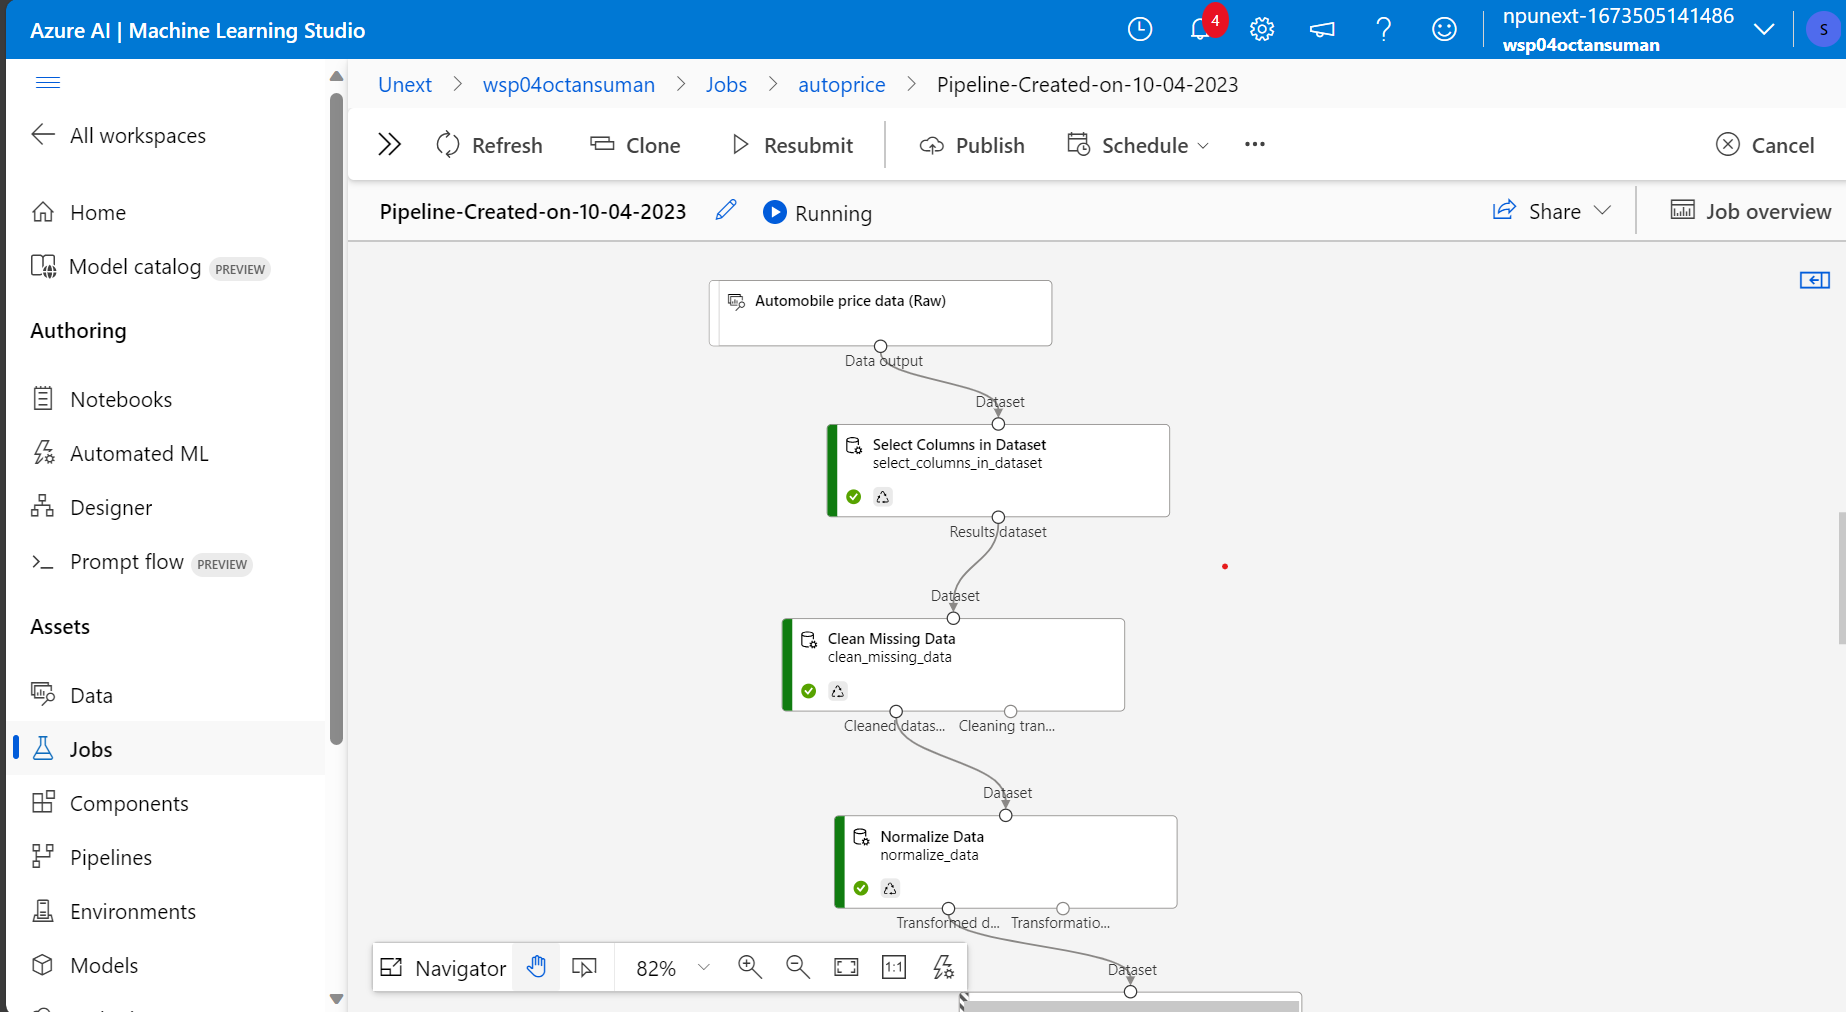 Azure AI | Machine Learning Studio
4
npunext-1673505141486
wsp04octansuman
S
All workspaces
Home
Model catalog PREVIEW
Authoring
Notebooks
Automated ML
Designer
Prompt flow PREVIEW
Assets
Data
Jobs
Components
Pipelines
Environments
Models
Unext > wsp04octansuman > Jobs > autoprice > Pipeline-Created-on-10-04-2023
Refresh
Clone
Resubmit
Publish
Schedule
Cancel
Pipeline-Created-on-10-04-2023
Running
Share
Job overview
Automobile price data (Raw)
Data output
Dataset
Select Columns in Dataset
select_columns_in_dataset
Results dataset
Dataset
Clean Missing Data
clean_missing_data
Cleaned datas... Cleaning tran...
Dataset
Normalize Data
normalize_data
Transformed d... Transformatio...
Dataset
Navigator
82%
1:1